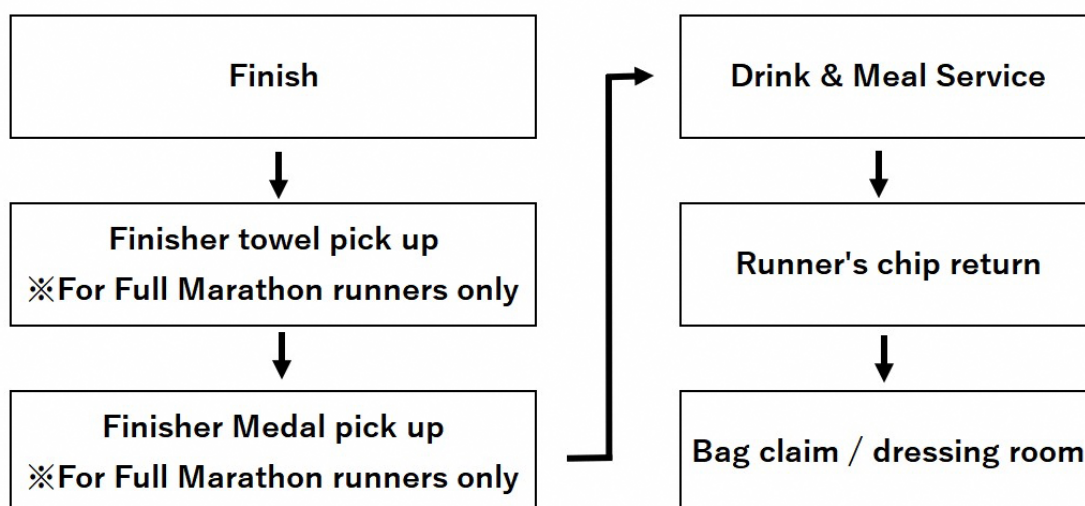 Finish
Finisher towel pick up
※For Full Marathon runners only
Finisher Medal pick up
※For Full Marathon runners only
Drink & Meal Service
Runner's chip return
Bag claim / dressing room